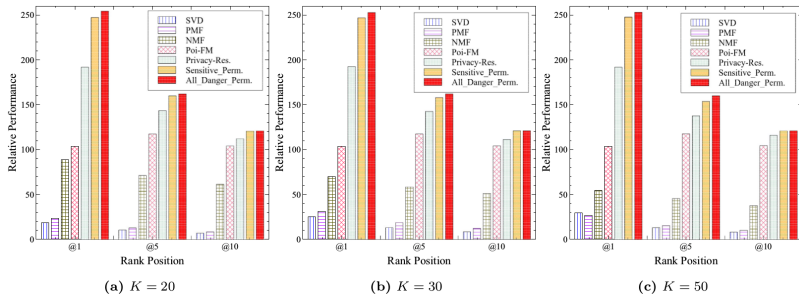 250
200
150
100
50
0
Relative Performance
SVD
PMF
NMF
Poi-FM
Privacy-Res.
Sensitive_Perm.
All_Danger_Perm.
@1
@5
@10
Rank Position
(a) K = 20
250
200
150
100
50
0
Relative Performance
SVD
PMF
NMF
Poi-FM
Privacy-Res.
Sensitive_Perm.
All_Danger_Perm.
@1
@5
@10
Rank Position
(b) K = 30
250
200
150
100
50
0
Relative Performance
SVD
PMF
NMF
Poi-FM
Privacy-Res.
Sensitive_Perm.
All_Danger_Perm.
@1
@5
@10
Rank Position
(c) K = 50